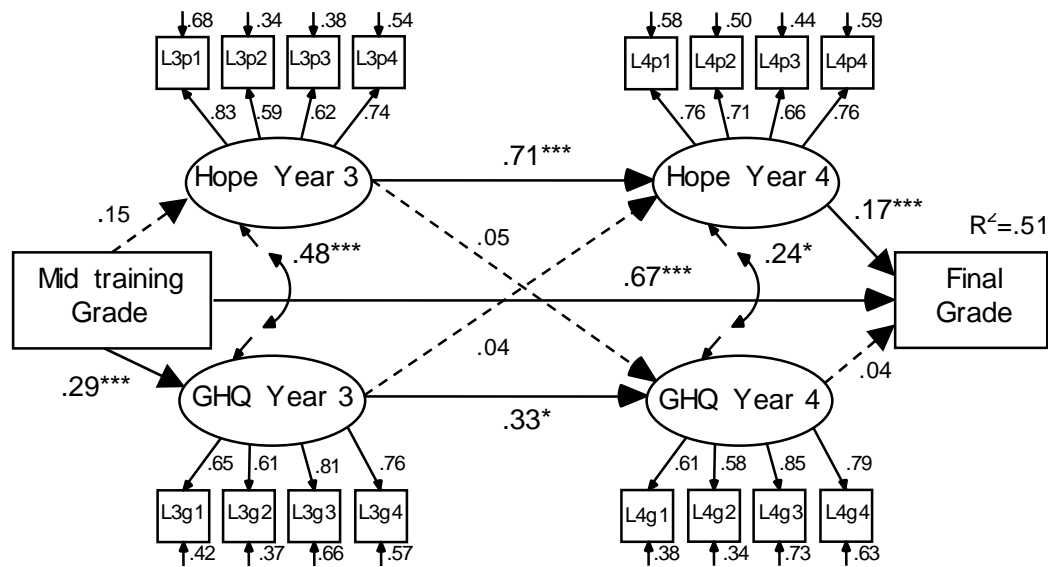 .68 .34 .38 .54 .58 .50 .44 .59
L3p1 L3p2 L3p3 L3p4 L4p1 L4p2 L4p3 L4p4
.83 .59 .62 .74 .76 .71 .66 .76
Hope Year 3 .71*** Hope Year 4
.15 .05 .17*** R²=.51
.48*** .24*
Mid training
Grade
.67***
Final
Grade
.04 .04
.29***
GHQ Year 3 .33* GHQ Year 4
.65 .61 .81 .76 .61 .58 .85 .79
L3g1 L3g2 L3g3 L3g4 L4g1 L4g2 L4g3 L4g4
.42 .37 .66 .57 .38 .34 .73 .63